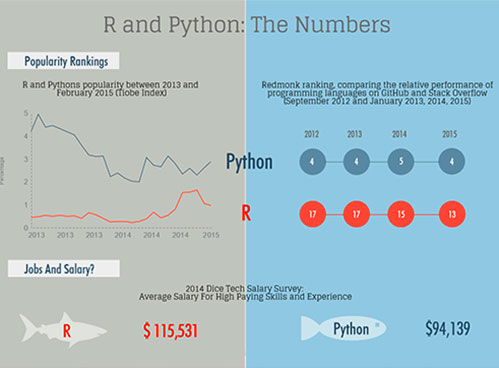 R and Python: The Numbers
Popularity Rankings
R and Pythons popularity between 2013 and
February 2015 (Tiobe Index)
Percentage
5
4
3
2
1
0
2013 2013 2013 2014 2014 2014 2015
Redmonk ranking, comparing the relative performance of
programming languages on GitHub and Stack Overflow
(September 2012 and January 2013, 2014, 2015)
2012 2013 2014 2015
Python 4 4 5 4
R 17 17 15 13
Jobs And Salary?
2014 Dice Tech Salary Survey:
Average Salary For High Paying Skills and Experience
R $115,531
Python $94,139